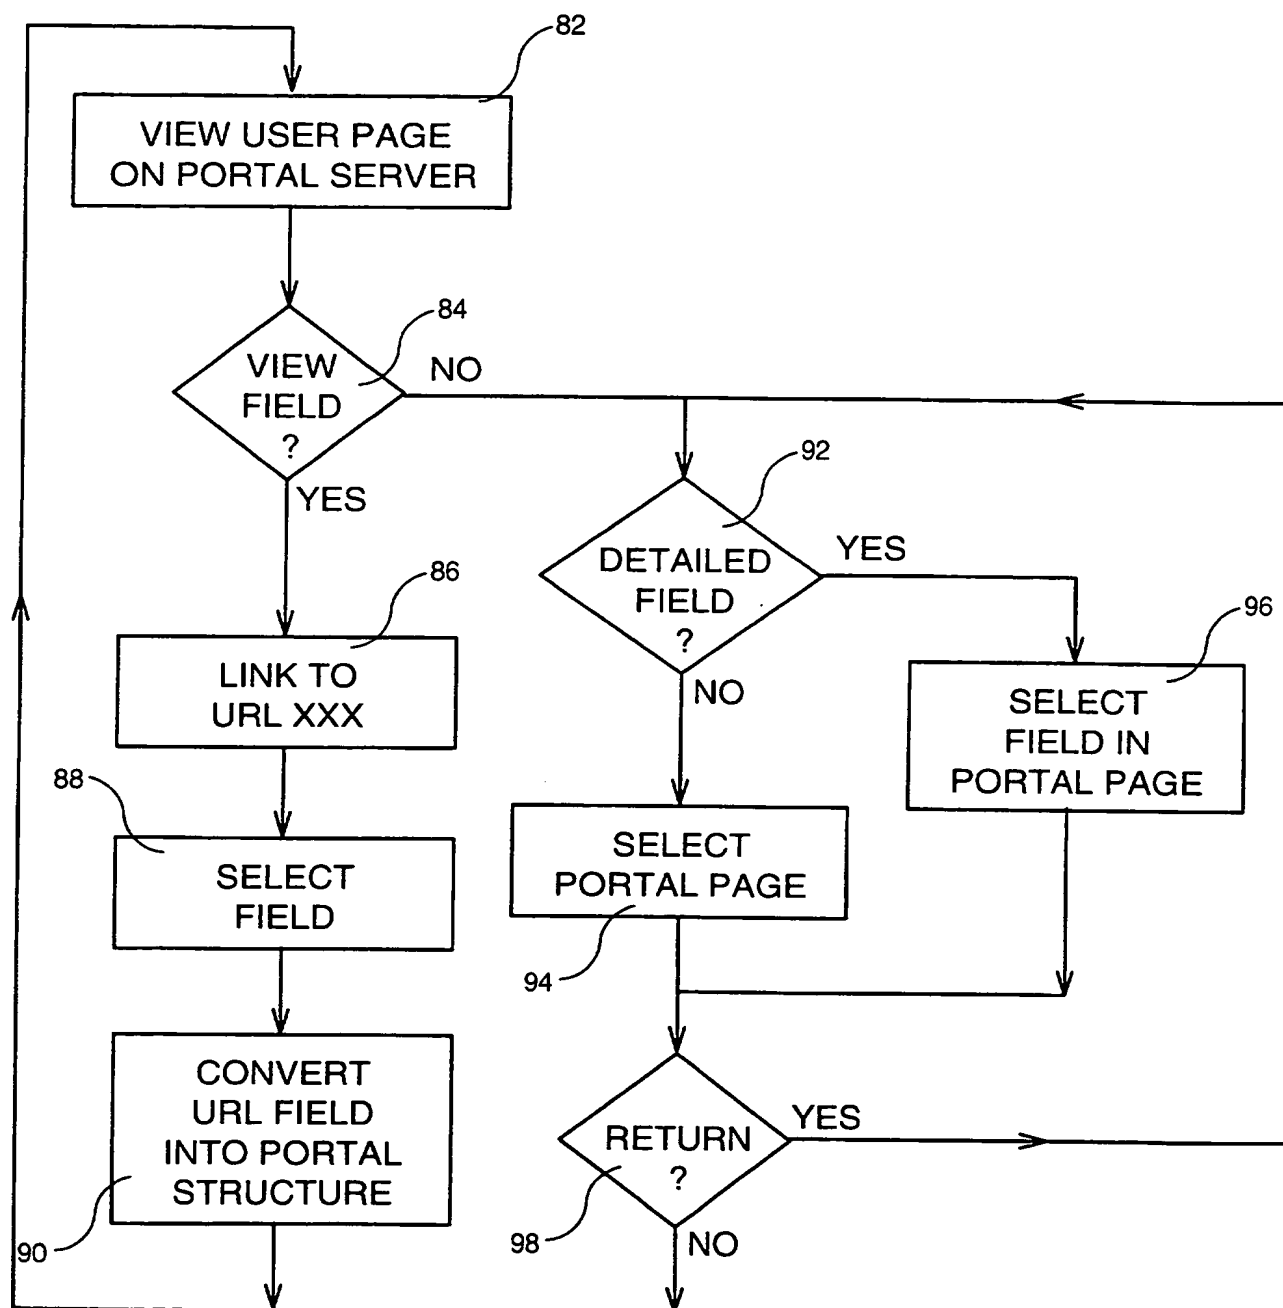 82
VIEW USER PAGE
ON PORTAL SERVER
84
VIEW
FIELD
?
NO
YES
92
DETAILED
FIELD
?
YES
NO
86
LINK TO
URL XXX
96
SELECT
FIELD IN
PORTAL PAGE
88
SELECT
FIELD
SELECT
PORTAL PAGE
94
CONVERT
URL FIELD
INTO PORTAL
STRUCTURE
90
RETURN
?
YES
98
NO